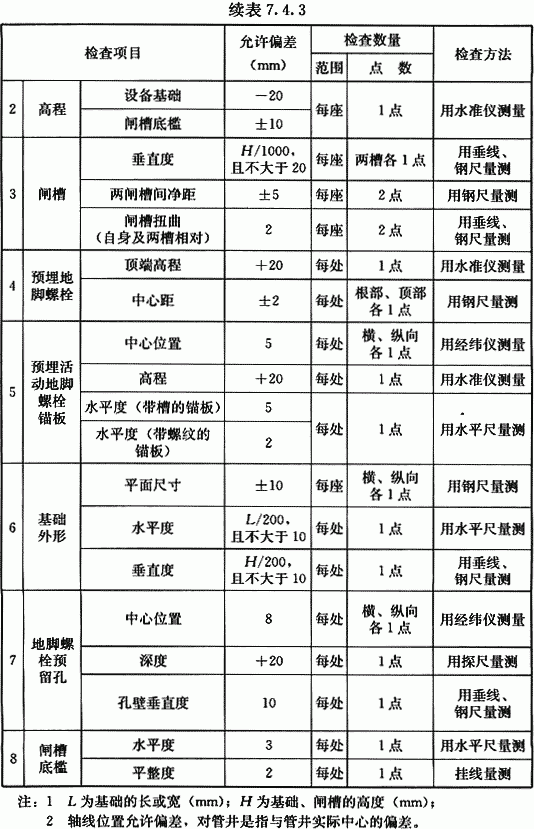 续表 7.4.3
检查项目 允许偏差（mm） 检查数量 检查方法
范围 点 数
2 高程 设备基础 －20 每座 1点 用水准仪测量
闸槽底槛 ±10
3 闸槽 垂直度 H/1000，且不大于20 每座 两槽各1点 用垂线、钢尺量测
两闸槽间净距 ±5 每座 2点 用钢尺量测
闸槽扭曲（自身及两槽相对） 2 每座 2点 用垂线、钢尺量测
4 预埋地脚螺栓 顶端高程 ＋20 每处 1点 用水准仪测量
中心距 ±2 每处 根部、顶部各1点 用钢尺量测
5 预埋活动地脚螺栓锚板 中心位置 5 每处 横、纵向各1点 用经纬仪测量
高程 ＋20 每处 1点 用水准仪测量
水平度（带槽的锚板） 5 每处 1点 用水平尺量测
水平度（带螺纹的锚板） 2
6 基础外形 平面尺寸 ±10 每座 横、纵向各1点 用钢尺量测
水平度 L/200，且不大于10 每处 1点 用水平尺量测
垂直度 H/200，且不大于10 每处 1点 用垂线、钢尺量测
7 地脚螺栓预留孔 中心位置 8 每处 横、纵向各1点 用经纬仪测量
深度 ＋20 每处 1点 用探尺量测
孔壁垂直度 10 每处 1点 用垂线、钢尺量测
8 闸槽底槛 水平度 3 每处 1点 用水平尺量测
平整度 2 每处 1点 挂线量测
注：1 L为基础的长或宽（mm）；H为基础、闸槽的高度（mm）；
2 轴线位置允许偏差，对管井是指与管井实际中心的偏差。